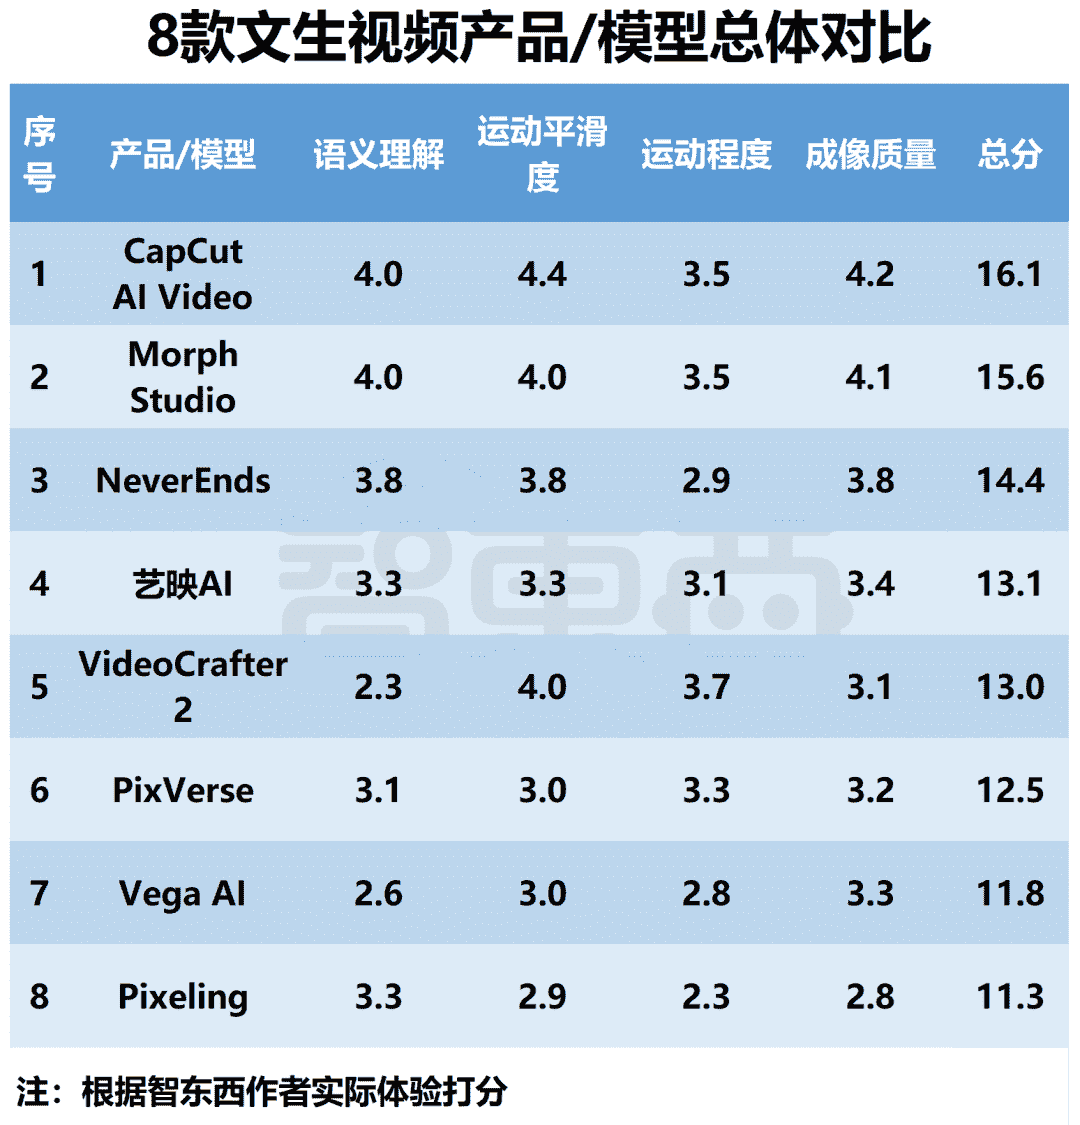 8款文生视频产品/模型总体对比
序号 产品/模型 语义理解 运动平滑度 运动程度 成像质量 总分
1 CapCut AI Video 4.0 4.4 3.5 4.2 16.1
2 Morph Studio 4.0 4.0 3.5 4.1 15.6
3 NeverEnds 3.8 3.8 2.9 3.8 14.4
4 艺映AI 3.3 3.3 3.1 3.4 13.1
5 VideoCrafter2 2.3 4.0 3.7 3.1 13.0
6 PixVerse 3.1 3.0 3.3 3.2 12.5
7 Vega AI 2.6 3.0 2.8 3.3 11.8
8 Pixeling 3.3 2.9 2.3 2.8 11.3
智东西
注：根据智东西作者实际体验打分